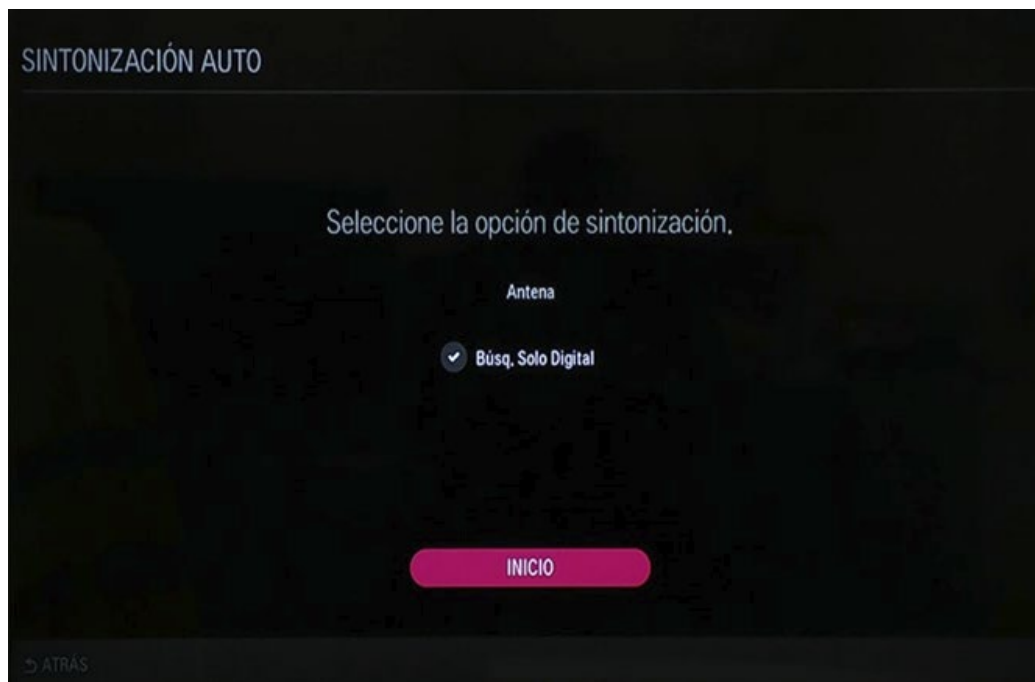 SINTONIZACIÓN AUTO
Seleccione la opción de sintonización.
Antena
Búsq. Solo Digital
INICIO
ATRÁS